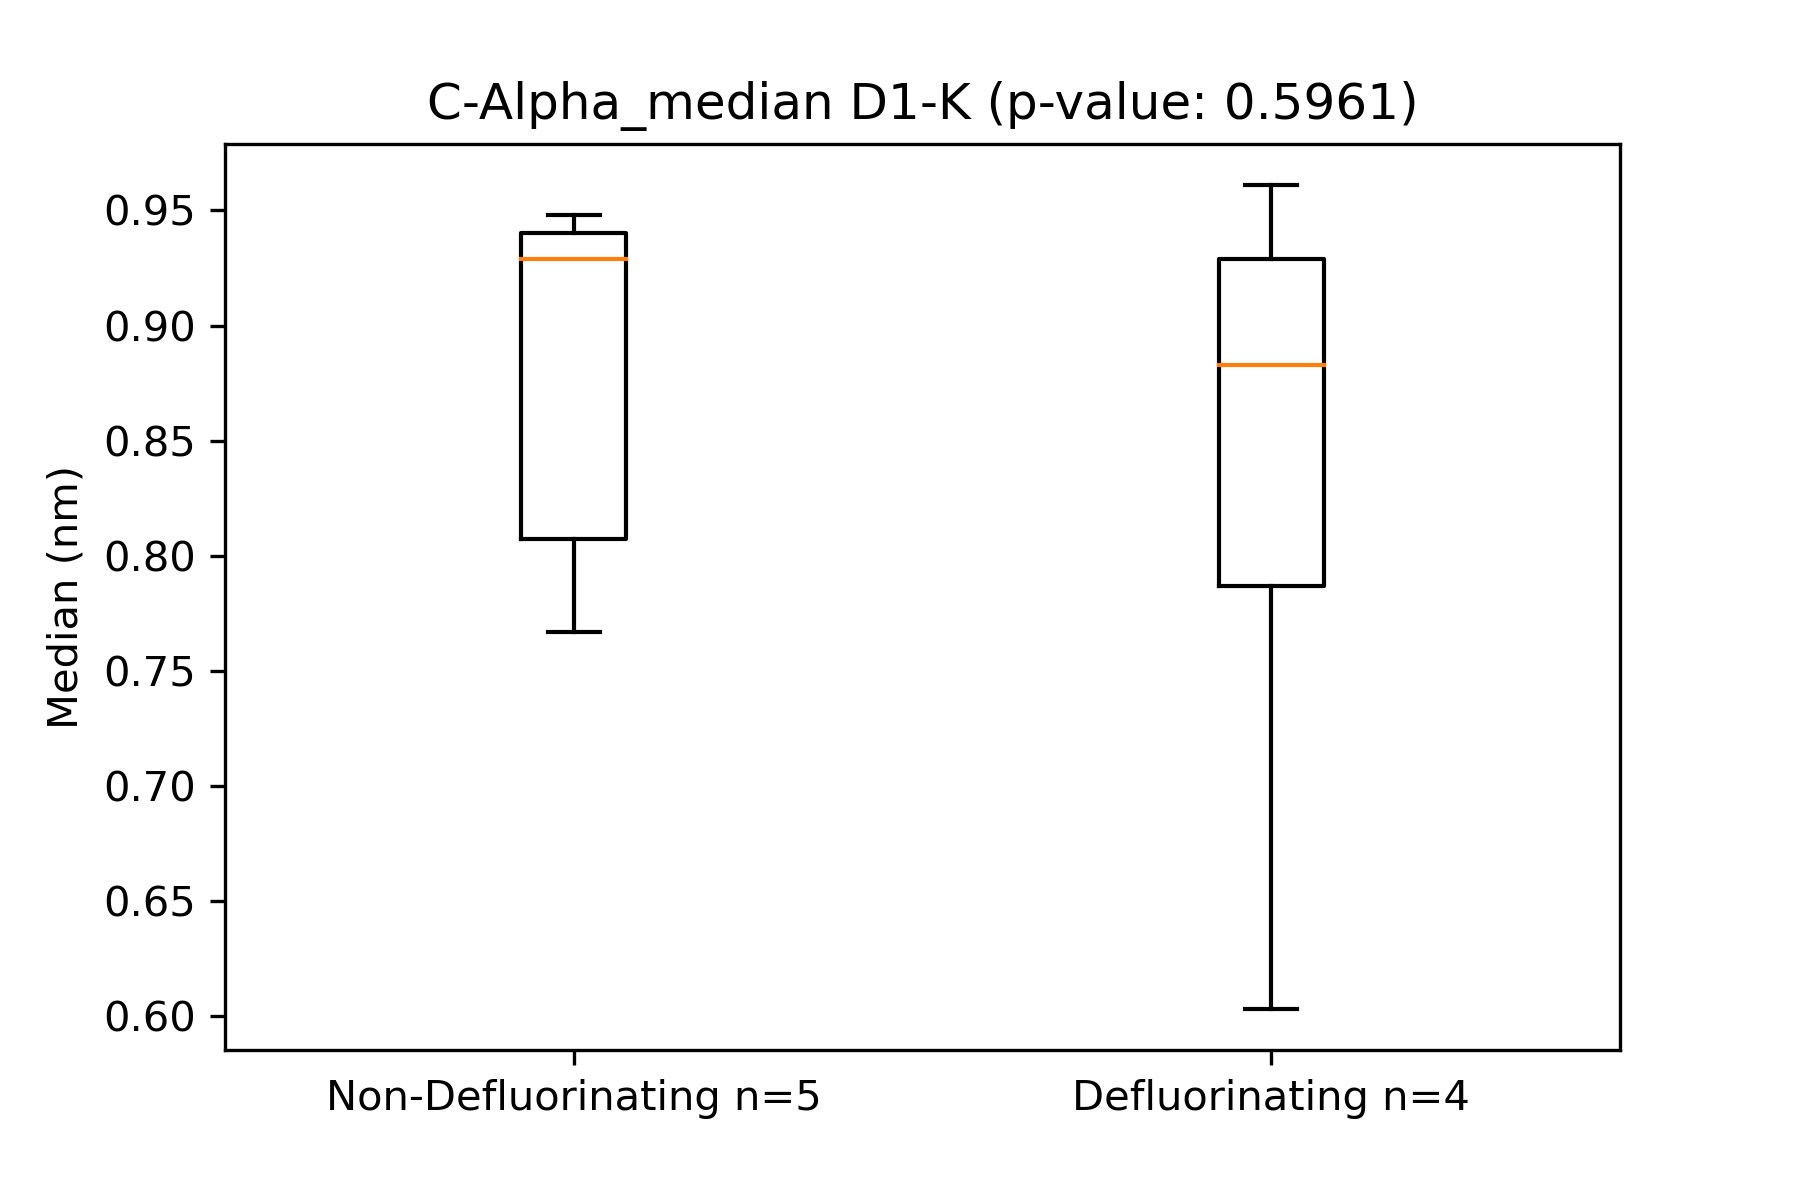 C-Alpha_median D1-K (p-value: 0.5961)
Median (nm)
0.95
0.90
0.85
0.80
0.75
0.70
0.65
0.60
Non-Defluorinating n=5
Defluorinating n=4